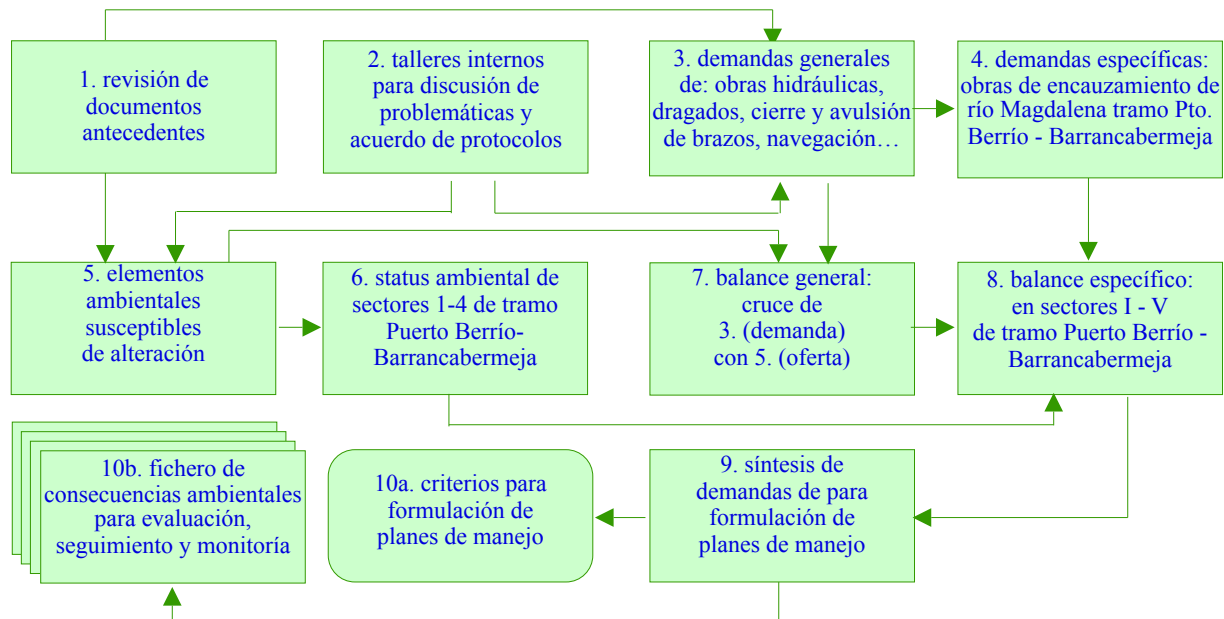 1. revisión de
documentos
antecedentes
2. talleres internos
para discusión de
problemáticas y
acuerdo de protocolos
3. demandas generales
de: obras hidráulicas,
dragados, cierre y avulsión
de brazos, navegación…
4. demandas específicas:
obras de encauzamiento de
río Magdalena tramo Pto.
Berrío - Barrancabermeja
5. elementos
ambientales
susceptibles
de alteración
6. status ambiental de
sectores 1-4 de tramo
Puerto Berrío-
Barrancabermeja
7. balance general:
cruce de
3. (demanda)
con 5. (oferta)
8. balance específico:
en sectores I - V
de tramo Puerto Berrío -
Barrancabermeja
10b. fichero de
consecuencias ambientales
para evaluación,
seguimiento y monitoría
10a. criterios para
formulación de
planes de manejo
9. síntesis de
demandas de para
formulación de
planes de manejo